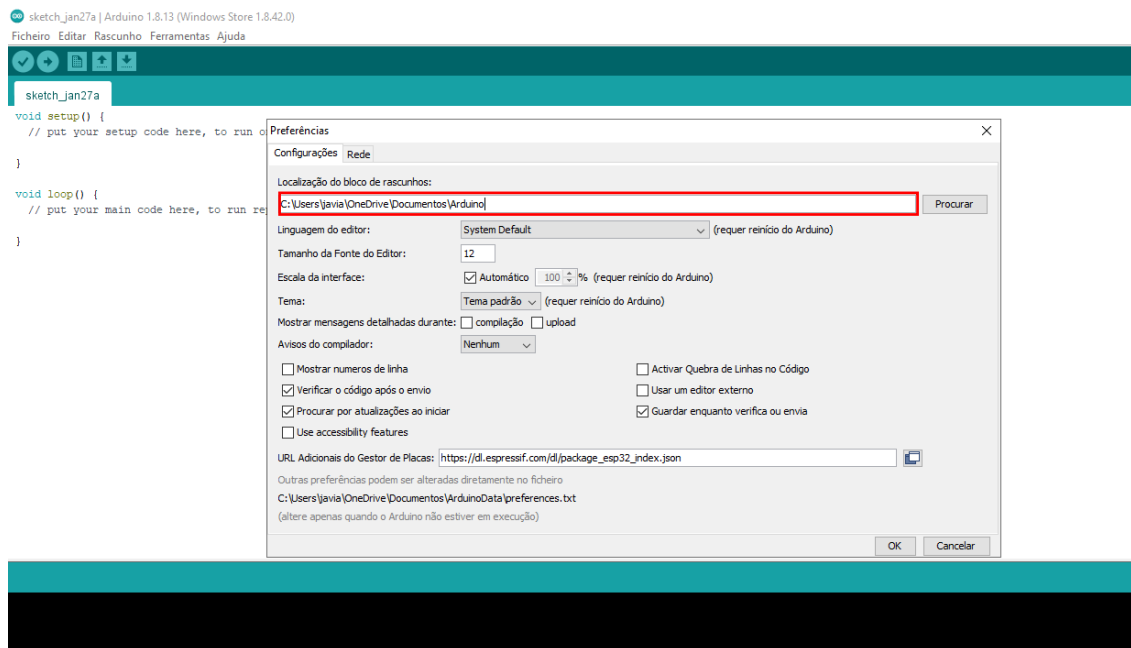 sketch_jan27a | Arduino 1.8.13 (Windows Store 1.8.42.0)
Ficheiro Editar Rascunho Ferramentas Ajuda
sketch_jan27a
void setup() {
// put your setup code here, to run o
}
void loop() {
// put your main code here, to run re
}
Preferências
Configurações Rede
Localização do bloco de rascunhos:
C:\Users\javia\OneDrive\Documentos\Arduino Procurar
Linguagem do editor: System Default (requer reinício do Arduino)
Tamanho da Fonte do Editor: 12
Escala da interface: Automático 100 % (requer reinício do Arduino)
Tema: Tema padrão (requer reinício do Arduino)
Mostrar mensagens detalhadas durante: compilação upload
Avisos do compilador: Nenhum
Mostrar numeros de linha Activar Quebra de Linhas no Código
Verificar o código após o envio Usar um editor externo
Procurar por atualizações ao iniciar Guardar enquanto verifica ou envia
Use accessibility features
URL Adicionais do Gestor de Placas: https://dl.espressif.com/dl/package_esp32_index.json
Outras preferências podem ser alteradas diretamente no ficheiro
C:\Users\javia\OneDrive\Documentos\ArduinoData\preferences.txt
(altere apenas quando o Arduino não estiver em execução)
OK Cancelar